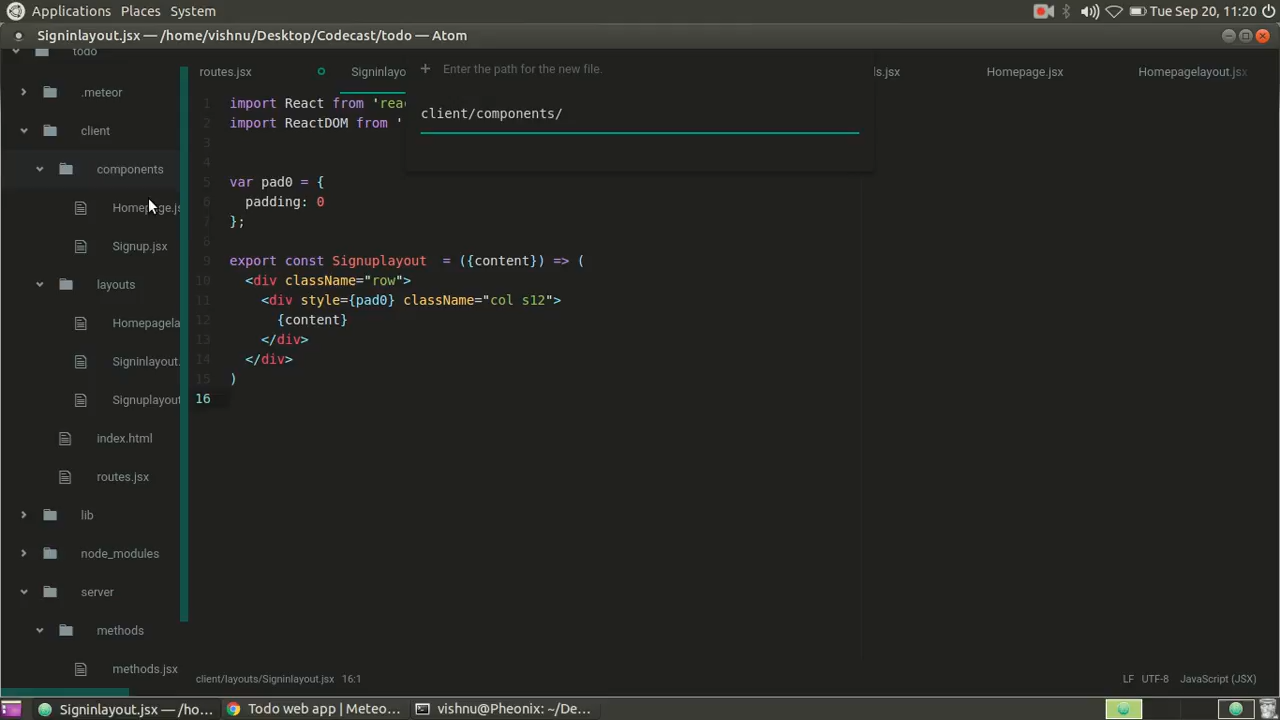 Applications Places System
Tue Sep 20, 11:20
Signinlayout.jsx — /home/vishnu/Desktop/Codecast/todo — Atom
todo
.meteor
client
components
Homepage.js
Signup.jsx
layouts
Homepagela
Signinlayout.
Signuplayout
index.html
routes.jsx
lib
node_modules
server
methods
methods.jsx
routes.jsx
Signinlayo
ls.jsx
Homepage.jsx
Homepagelayout.jsx
Enter the path for the new file.
client/components/
1 import React from 'reac
2 import ReactDOM from '
3
4
5 var pad0 = {
6   padding: 0
7 };
8
9 export const Signuplayout  = ({content}) => (
10   <div className="row">
11     <div style={pad0} className="col s12">
12       {content}
13     </div>
14   </div>
15 )
16
client/layouts/Signinlayout.jsx 16:1
LF UTF-8 JavaScript (JSX)
Signinlayout.jsx — /ho...
Todo web app | Meteo...
vishnu@Pheonix: ~/De...